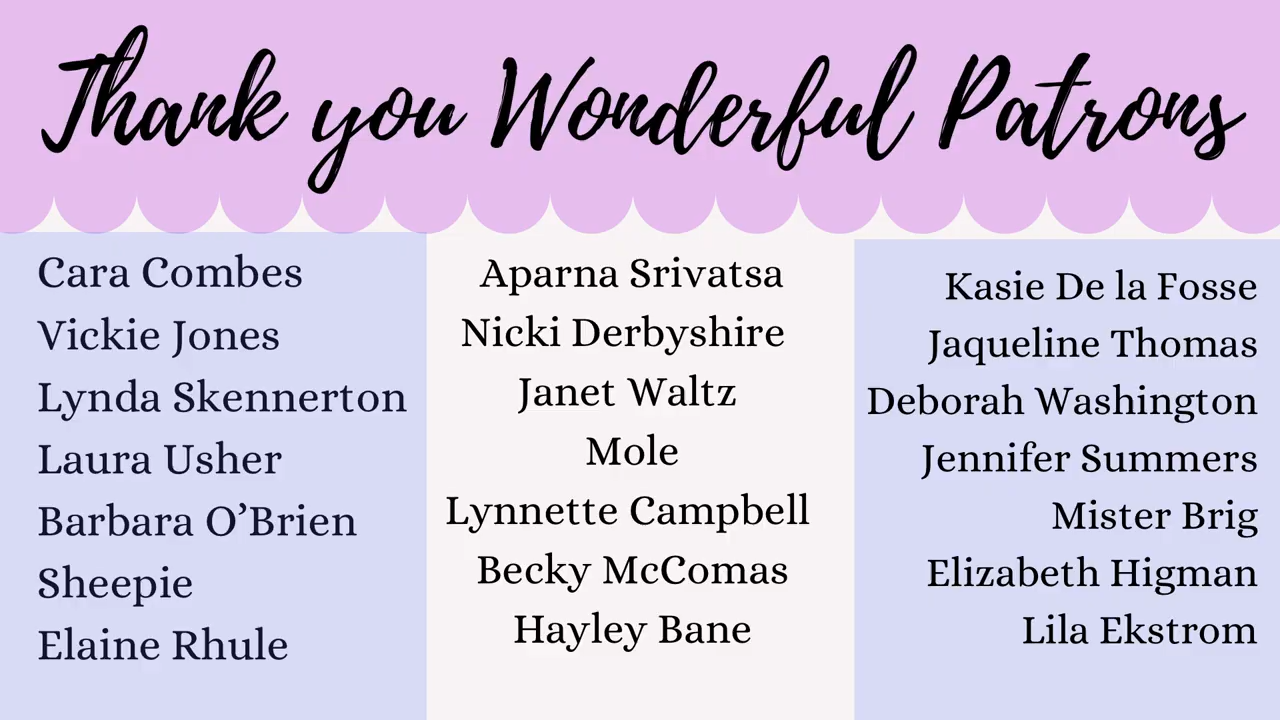 Thank you Wonderful Patrons
Cara Combes
Vickie Jones
Lynda Skennerton
Laura Usher
Barbara O’Brien
Sheepie
Elaine Rhule
Aparna Srivatsa
Nicki Derbyshire
Janet Waltz
Mole
Lynnette Campbell
Becky McComas
Hayley Bane
Kasie De la Fosse
Jaqueline Thomas
Deborah Washington
Jennifer Summers
Mister Brig
Elizabeth Higman
Lila Ekstrom